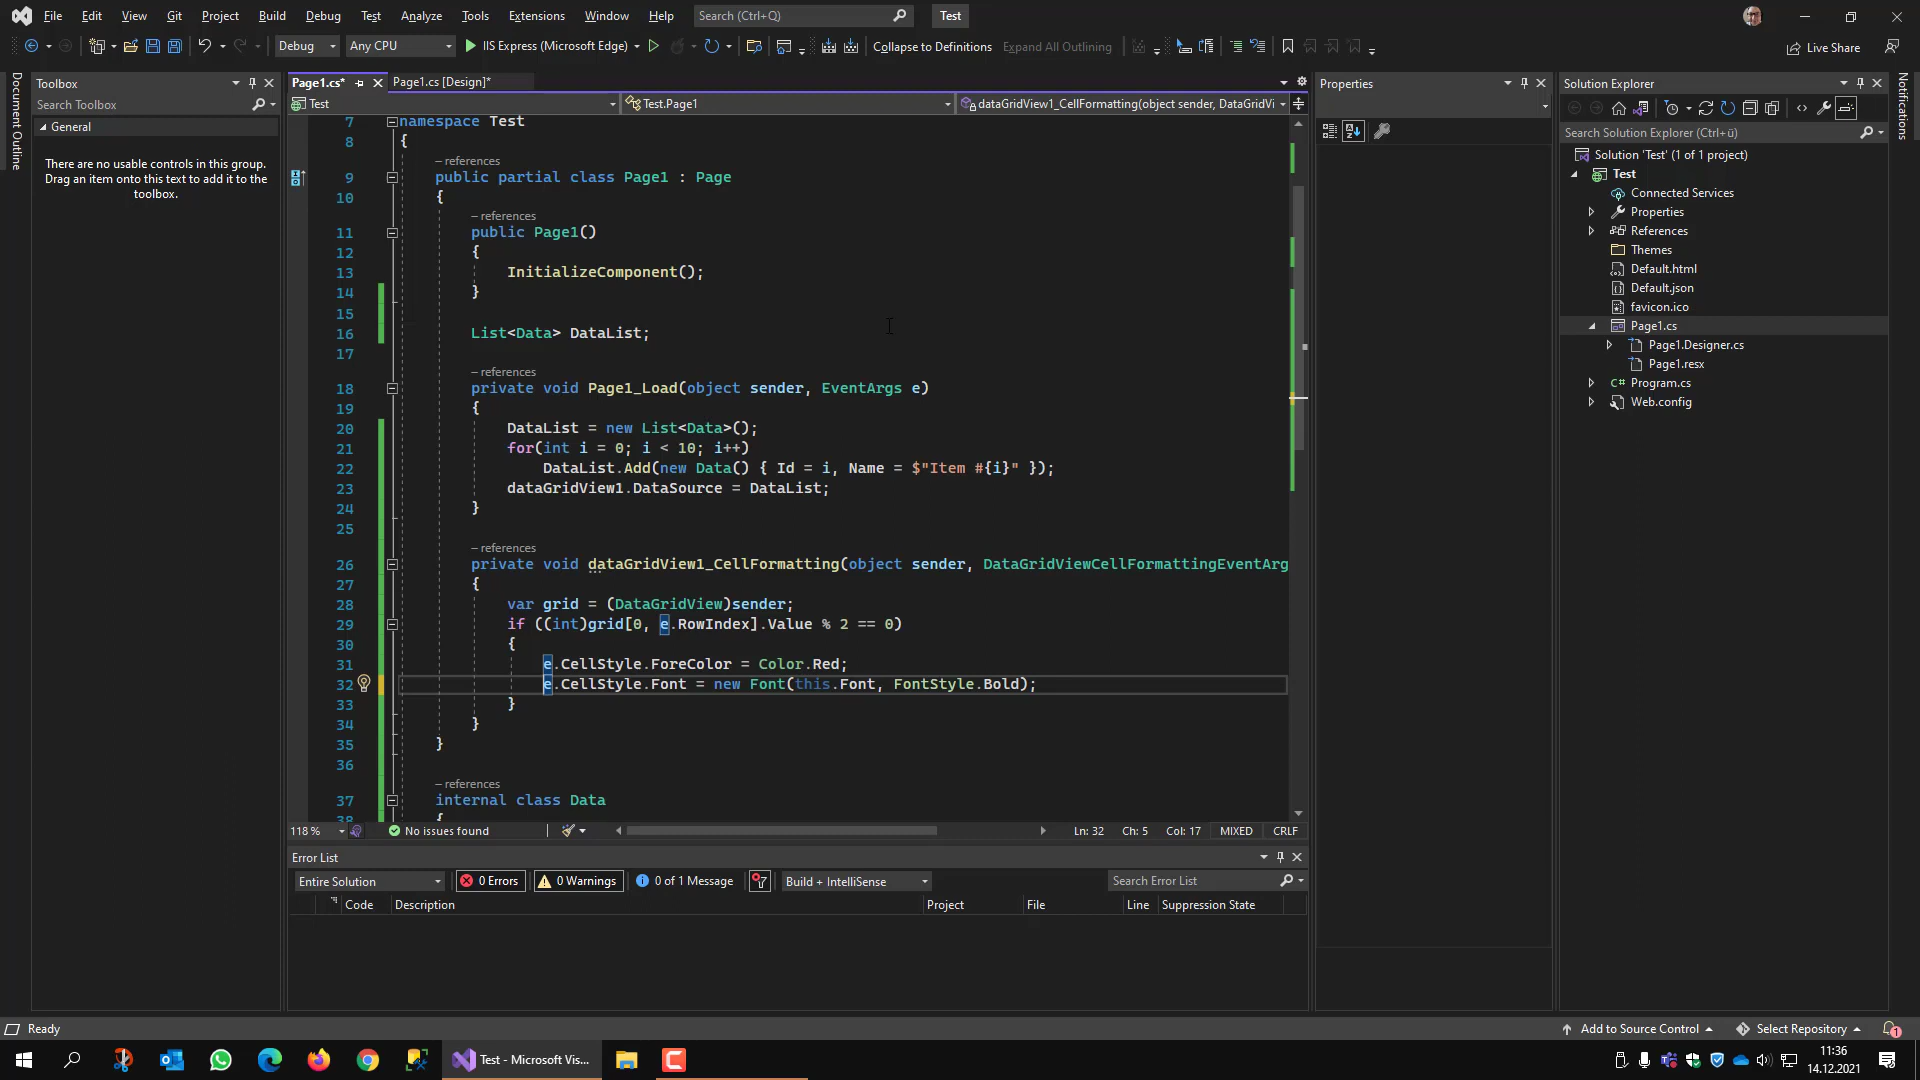 File Edit View Git Project Build Debug Test Analyze Tools Extensions Window Help Search (Ctrl+Q) Test
Debug Any CPU IIS Express (Microsoft Edge) Collapse to Definitions Expand All Outlining Live Share
Document Outline
Toolbox
Search Toolbox
General
There are no usable controls in this group.
Drag an item onto this text to add it to the
toolbox.
Page1.cs* Page1.cs [Design]*
Test Test.Page1 dataGridView1_CellFormatting(object sender, DataGridVi
7 namespace Test
8 {
– references
9 public partial class Page1 : Page
10 {
– references
11 public Page1()
12 {
13 InitializeComponent();
14 }
15
16 List<Data> DataList;
17
– references
18 private void Page1_Load(object sender, EventArgs e)
19 {
20 DataList = new List<Data>();
21 for(int i = 0; i < 10; i++)
22 DataList.Add(new Data() { Id = i, Name = $"Item #{i}" });
23 dataGridView1.DataSource = DataList;
24 }
25
– references
26 private void dataGridView1_CellFormatting(object sender, DataGridViewCellFormattingEventArg
27 {
28 var grid = (DataGridView)sender;
29 if ((int)grid[0, e.RowIndex].Value % 2 == 0)
30 {
31 e.CellStyle.ForeColor = Color.Red;
32 e.CellStyle.Font = new Font(this.Font, FontStyle.Bold);
33 }
34 }
35 }
36
– references
37 internal class Data
38 {
118 % No issues found Ln: 32 Ch: 5 Col: 17 MIXED CRLF
Error List
Entire Solution 0 Errors 0 Warnings 0 of 1 Message Build + IntelliSense Search Error List
Code Description Project File Line Suppression State
Properties
Solution Explorer
Search Solution Explorer (Ctrl+ü)
Solution 'Test' (1 of 1 project)
Test
Connected Services
Properties
References
Themes
Default.html
Default.json
favicon.ico
Page1.cs
Page1.Designer.cs
Page1.resx
C# Program.cs
Web.config
Notifications
Ready Add to Source Control Select Repository 1
Test - Microsoft Vis...
11:36
14.12.2021